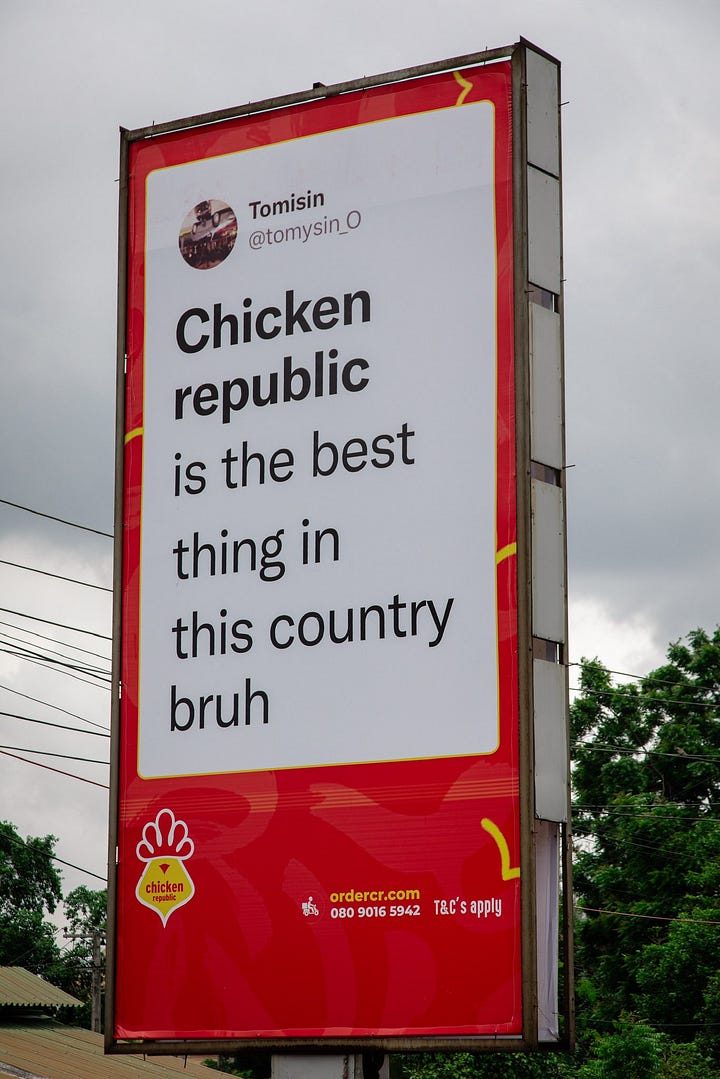 Tomisin
@tomysin_O
Chicken
republic
is the best
thing in
this country
bruh
chicken
republic
ordercr.com
080 9016 5942
T&C's apply